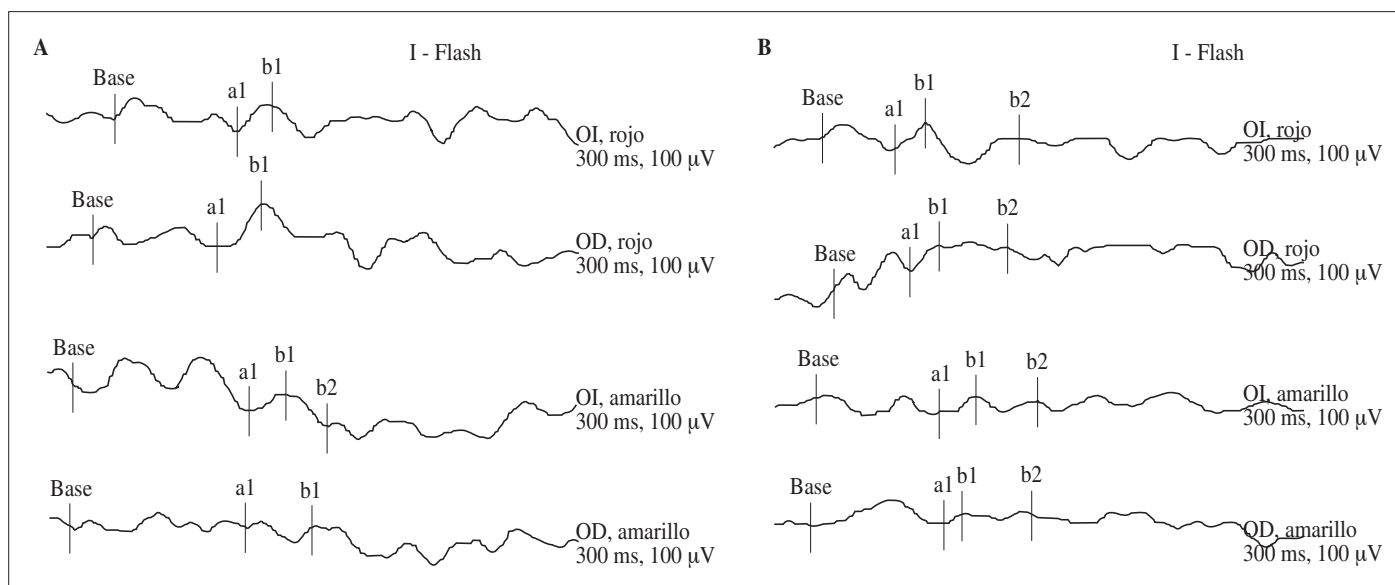 A
I - Flash
Base
a1
b1
OI, rojo
300 ms, 100 µV
Base
a1
b1
OD, rojo
300 ms, 100 µV
Base
a1
b1
b2
OI, amarillo
300 ms, 100 µV
Base
a1
b1
OD, amarillo
300 ms, 100 µV
B
I - Flash
Base
a1
b1
b2
OI, rojo
300 ms, 100 µV
Base
a1
b1
b2
OD, rojo
300 ms, 100 µV
Base
a1
b1
b2
OI, amarillo
300 ms, 100 µV
Base
a1
b1
b2
OD, amarillo
300 ms, 100 µV